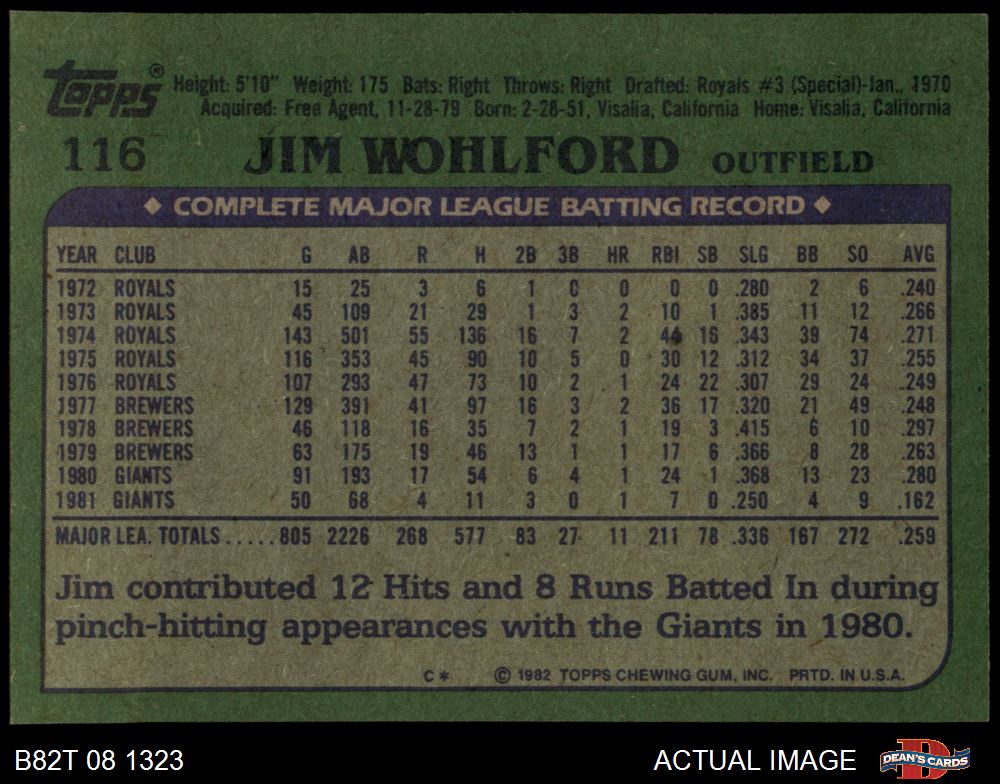 Topps® Height: 5'10" Weight: 175 Bats: Right Throws: Right Drafted: Royals #3 (Special)-Jan., 1970
Acquired: Free Agent, 11-28-79 Born: 2-28-51, Visalia, California Home: Visalia, California
116 JIM WOHLFORD OUTFIELD
◆ COMPLETE MAJOR LEAGUE BATTING RECORD ◆
YEAR CLUB G AB R H 2B 3B HR RBI SB SLG BB SO AVG
1972 ROYALS 15 25 3 6 1 0 0 0 0 .280 2 6 .240
1973 ROYALS 45 109 21 29 1 3 2 10 1 .385 11 12 .266
1974 ROYALS 143 501 55 136 16 7 2 44 16 .343 39 74 .271
1975 ROYALS 116 353 45 90 10 5 0 30 12 .312 34 37 .255
1976 ROYALS 107 293 47 73 10 2 1 24 22 .307 29 24 .249
1977 BREWERS 129 391 41 97 16 3 2 36 17 .320 21 49 .248
1978 BREWERS 46 118 16 35 7 2 1 19 3 .415 6 10 .297
1979 BREWERS 63 175 19 46 13 1 1 17 6 .366 8 28 .263
1980 GIANTS 91 193 17 54 6 4 1 24 1 .368 13 23 .280
1981 GIANTS 50 68 4 11 3 0 1 7 0 .250 4 9 .162
MAJOR LEA. TOTALS.....805 2226 268 577 83 27 11 211 78 .336 167 272 .259
Jim contributed 12 Hits and 8 Runs Batted In during
pinch-hitting appearances with the Giants in 1980.
C* © 1982 TOPPS CHEWING GUM, INC. PRTD. IN U.S.A.
B82T 08 1323 ACTUAL IMAGE DEAN'S CARDS